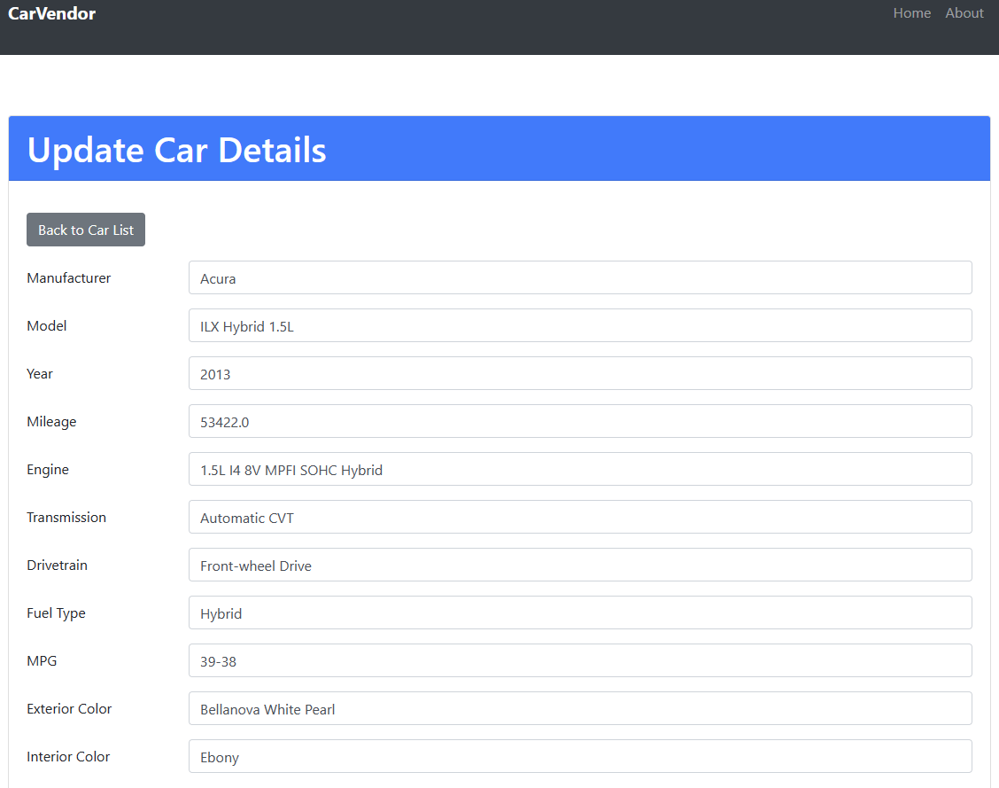 CarVendor Home About
Update Car Details
Back to Car List
Manufacturer Acura
Model ILX Hybrid 1.5L
Year 2013
Mileage 53422.0
Engine 1.5L I4 8V MPFI SOHC Hybrid
Transmission Automatic CVT
Drivetrain Front-wheel Drive
Fuel Type Hybrid
MPG 39-38
Exterior Color Bellanova White Pearl
Interior Color Ebony